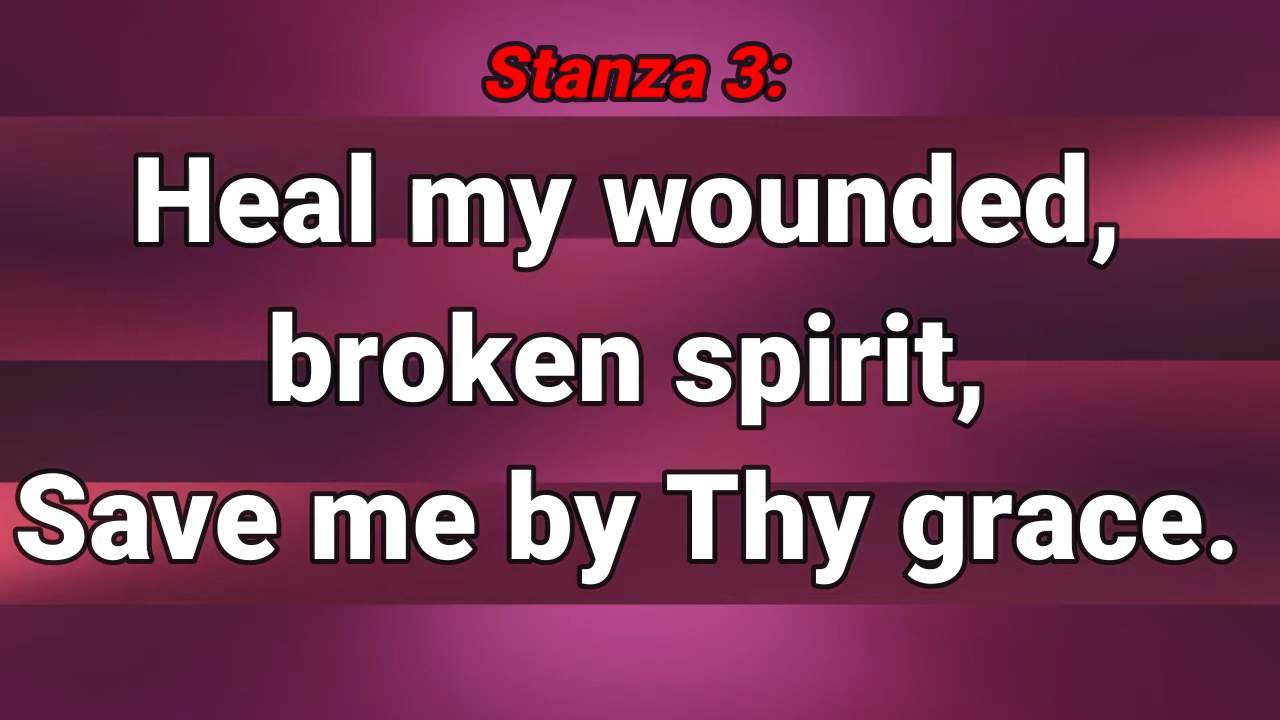 Stanza 3:
Heal my wounded,
broken spirit,
Save me by Thy grace.